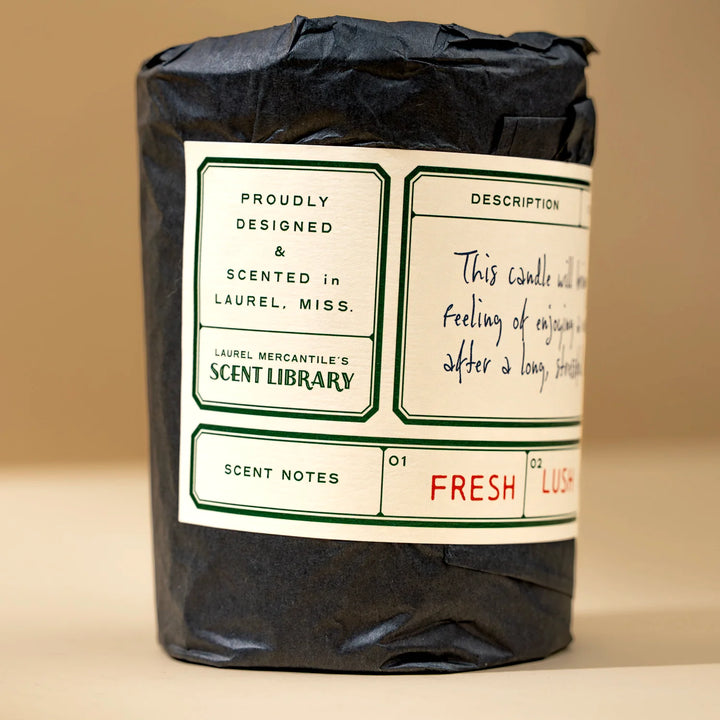 PROUDLY
DESIGNED
&
SCENTED in
LAUREL, MISS.
LAUREL MERCANTILE'S
SCENT LIBRARY
DESCRIPTION
This candle will
feeling of enjoying
after a long,
SCENT NOTES
01
FRESH
02
LUSH